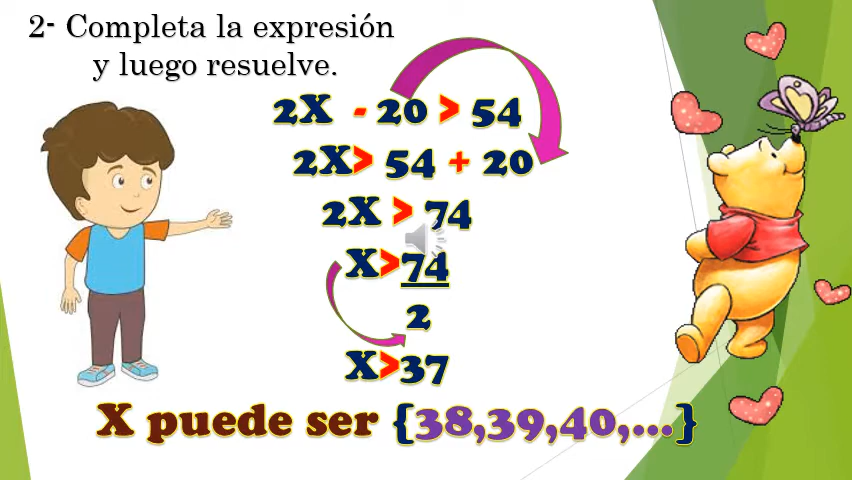 2- Completa la expresión
y luego resuelve.
2X - 20 > 54
2X> 54 + 20
2X > 74
X>74
2
X>37
X puede ser {38,39,40,...}